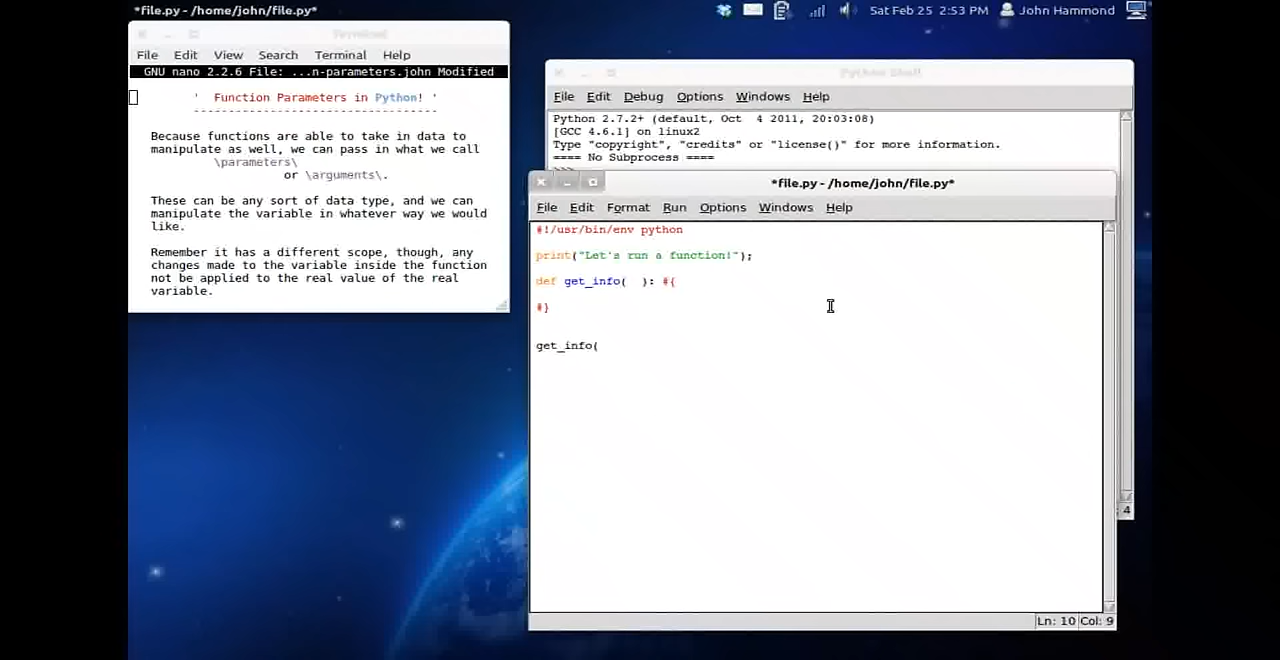 *file.py - /home/john/file.py*
Sat Feb 25 2:53 PM John Hammond
Terminal
File Edit View Search Terminal Help
GNU nano 2.2.6 File: ...n-parameters.john Modified
' Function Parameters in Python! '
-----------------------------------
Because functions are able to take in data to
manipulate as well, we can pass in what we call
\parameters\
or \arguments\.
These can be any sort of data type, and we can
manipulate the variable in whatever way we would
like.
Remember it has a different scope, though, any
changes made to the variable inside the function
not be applied to the real value of the real
variable.
Python Shell
File Edit Debug Options Windows Help
Python 2.7.2+ (default, Oct  4 2011, 20:03:08)
[GCC 4.6.1] on linux2
Type "copyright", "credits" or "license()" for more information.
==== No Subprocess ====
>>>
*file.py - /home/john/file.py*
File Edit Format Run Options Windows Help
#!/usr/bin/env python
print("Let's run a function!");
def get_info(  ): #{
#}
get_info(
: 4
Ln: 10 Col: 9